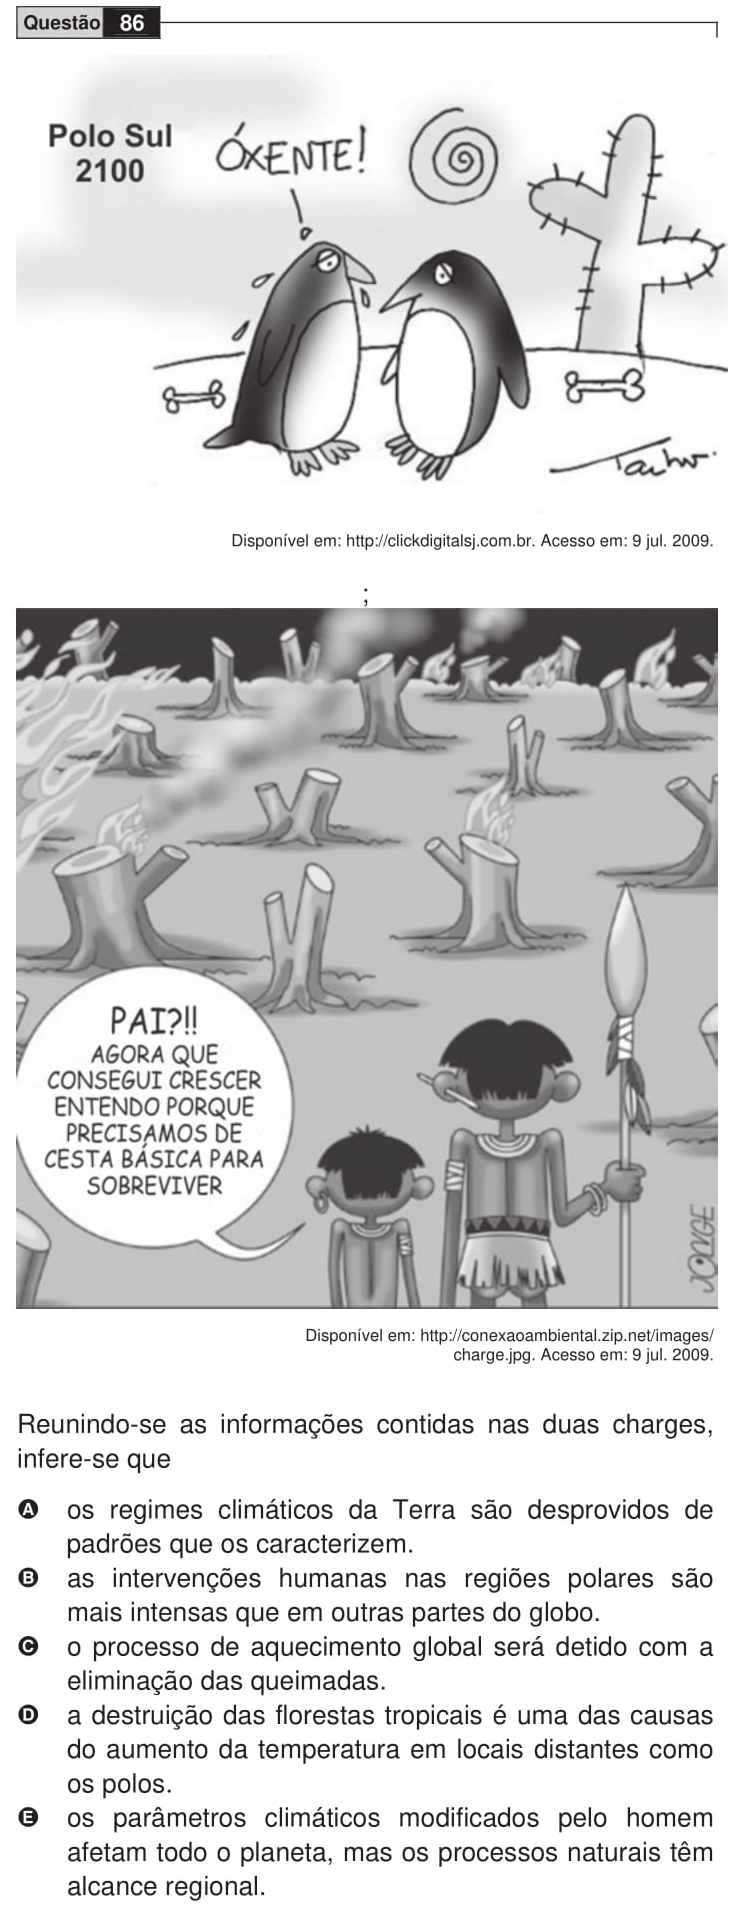 Questão 86
Polo Sul
2100
ÓXENTE!
Disponível em: http://clickdigitalsj.com.br. Acesso em: 9 jul. 2009.
;
PAI?!!
AGORA QUE
CONSEGUI CRESCER
ENTENDO PORQUE
PRECISAMOS DE
CESTA BÁSICA PARA
SOBREVIVER
JORGE
Disponível em: http://conexaoambiental.zip.net/images/
charge.jpg. Acesso em: 9 jul. 2009.
Reunindo-se as informações contidas nas duas charges,
infere-se que
A os regimes climáticos da Terra são desprovidos de
padrões que os caracterizem.
B as intervenções humanas nas regiões polares são
mais intensas que em outras partes do globo.
C o processo de aquecimento global será detido com a
eliminação das queimadas.
D a destruição das florestas tropicais é uma das causas
do aumento da temperatura em locais distantes como
os polos.
E os parâmetros climáticos modificados pelo homem
afetam todo o planeta, mas os processos naturais têm
alcance regional.